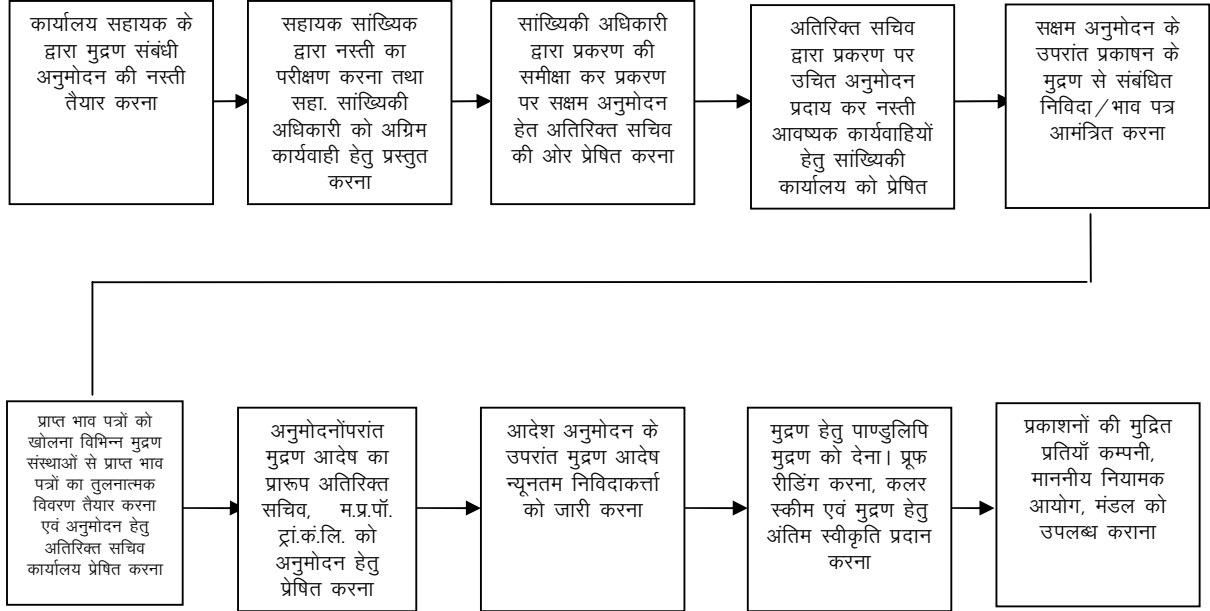 कार्यालय सहायक के
द्वारा मुद्रण संबंधी
अनुमोदन की नस्ती
तैयार करना
सहायक सांख्यिक
द्वारा नस्ती का
परीक्षण करना तथा
सहा. सांख्यिकी
अधिकारी को अग्रिम
कार्यवाही हेतु प्रस्तुत
करना
सांख्यिकी अधिकारी
द्वारा प्रकरण की
समीक्षा कर प्रकरण
पर सक्षम अनुमोदन
हेत अतिरिक्त सचिव
की ओर प्रेषित करना
अतिरिक्त सचिव
द्वारा प्रकरण पर
उचित अनुमोदन
प्रदाय कर नस्ती
आवष्यक कार्यवाहियों
हेतु सांख्यिकी
कार्यालय को प्रेषित
सक्षम अनुमोदन के
उपरांत प्रकाषन के
मुद्रण से संबंधित
निविदा/भाव पत्र
आमंत्रित करना
प्राप्त भाव पत्रों को
खोलना विभिन्न मुद्रण
संस्थाओं से प्राप्त भाव
पत्रों का तुलनात्मक
विवरण तैयार करना
एवं अनुमोदन हेतु
अतिरिक्त सचिव
कार्यालय प्रेषित करना
अनुमोदनोंपरांत
मुद्रण आदेष का
प्रारूप अतिरिक्त
सचिव, म.प्र.पॉ.
ट्रां.कं.लि. को
अनुमोदन हेतु
प्रेषित करना
आदेश अनुमोदन के
उपरांत मुद्रण आदेष
न्यूनतम निविदाकर्त्ता
को जारी करना
मुद्रण हेतु पाण्डुलिपि
मुद्रण को देना। प्रूफ
रीडिंग करना, कलर
स्कीम एवं मुद्रण हेतु
अंतिम स्वीकृति प्रदान
करना
प्रकाशनों की मुद्रित
प्रतियाँ कम्पनी,
माननीय नियामक
आयोग, मंडल को
उपलब्ध कराना